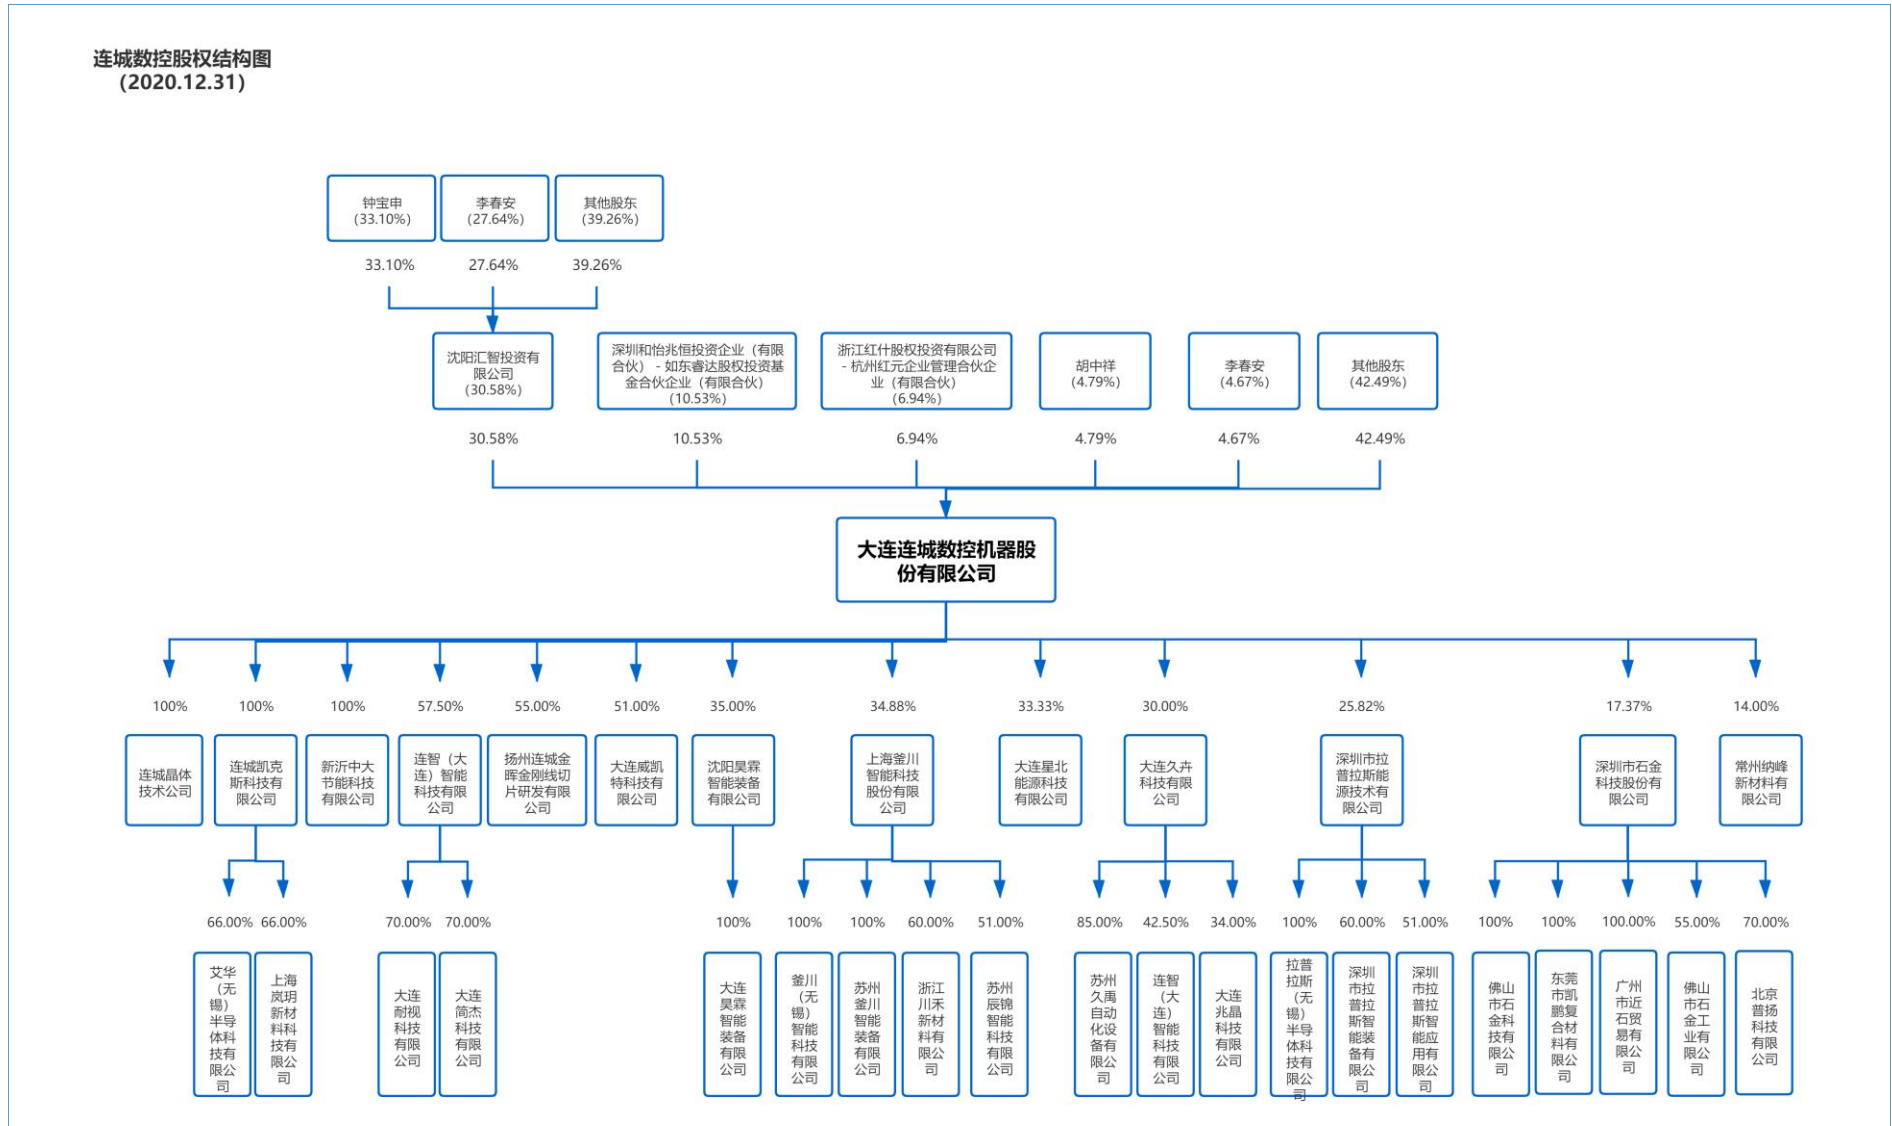 连城数控股权结构图
（2020.12.31）
钟宝申
（33.10%）
李春安
（27.64%）
其他股东
（39.26%）
33.10%
27.64%
39.26%
沈阳汇智投资有
限公司
（30.58%）
深圳和怡兆恒投资企业（有限
合伙） - 如东睿达股权投资基
金合伙企业（有限合伙）
（10.53%）
浙江红什股权投资有限公司
- 杭州红元企业管理合伙企
业（有限合伙）
（6.94%）
胡中祥
（4.79%）
李春安
（4.67%）
其他股东
（42.49%）
30.58%
10.53%
6.94%
4.79%
4.67%
42.49%
大连连城数控机器股
份有限公司
100%
100%
100%
57.50%
55.00%
51.00%
35.00%
34.88%
33.33%
30.00%
25.82%
17.37%
14.00%
连城晶体
技术公司
连城凯克
斯科技有
限公司
新沂中大
节能科技
有限公司
连智（大
连）智能
科技有限
公司
扬州连城金
晖金刚线切
片研发有限
公司
大连威凯
特科技有
限公司
沈阳昊霖
智能装备
有限公司
上海釜川
智能科技
股份有限
公司
大连星北
能源科技
有限公司
大连久卉
科技有限
公司
深圳市拉
普拉斯能
源技术有
限公司
深圳市石金
科技股份有
限公司
常州纳峰
新材料有
限公司
66.00%
66.00%
70.00%
70.00%
100%
100%
100%
60.00%
51.00%
85.00%
42.50%
34.00%
100%
60.00%
51.00%
100%
100%
100.00%
55.00%
70.00%
艾华
（无
锡）
半导
体科
技有
限公
司
上海
岚玥
新材
料科
技有
限公
司
大连
耐视
科技
有限
公司
大连
简杰
科技
有限
公司
大连
昊霖
智能
装备
有限
公司
釜川
（无
锡）
智能
科技
有限
公司
苏州
釜川
智能
装备
有限
公司
浙江
川禾
新材
料有
限公
司
苏州
辰锦
智能
科技
有限
公司
苏州
久禹
自动
化设
备有
限公
司
连智
（大
连）
智能
科技
有限
公司
大连
兆晶
科技
有限
公司
拉普
拉斯
（无
锡）
半导
体科
技有
限公
司
深圳
市拉
普拉
斯智
能装
备有
限公
司
深圳
市拉
普拉
斯智
能应
用有
限公
司
佛山
市石
金科
技有
限公
司
东莞
市凯
鹏复
合材
料有
限公
司
广州
市近
石贸
易有
限公
司
佛山
市石
金工
业有
限公
司
北京
普扬
科技
有限
公司